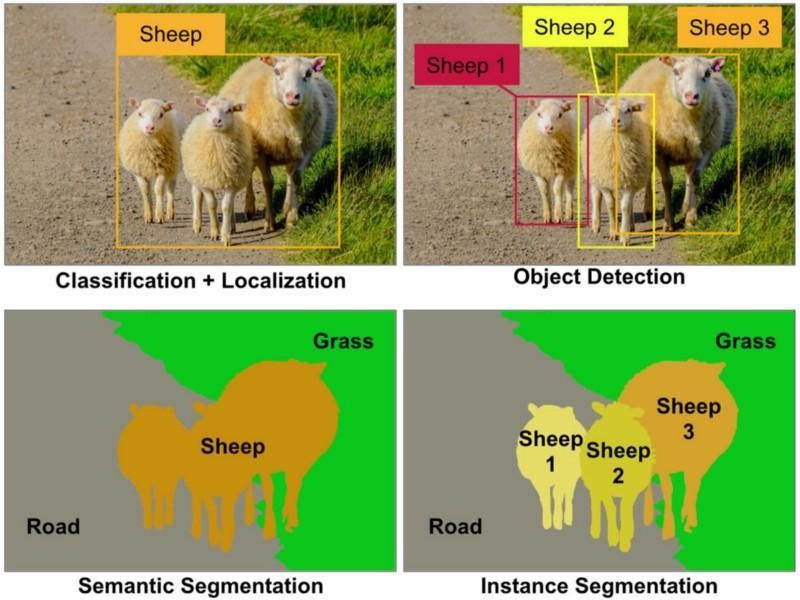 Sheep
Classification + Localization
Sheep 1
Sheep 2
Sheep 3
Object Detection
Grass
Sheep
Road
Semantic Segmentation
Grass
Sheep
1
Sheep
2
Sheep
3
Road
Instance Segmentation